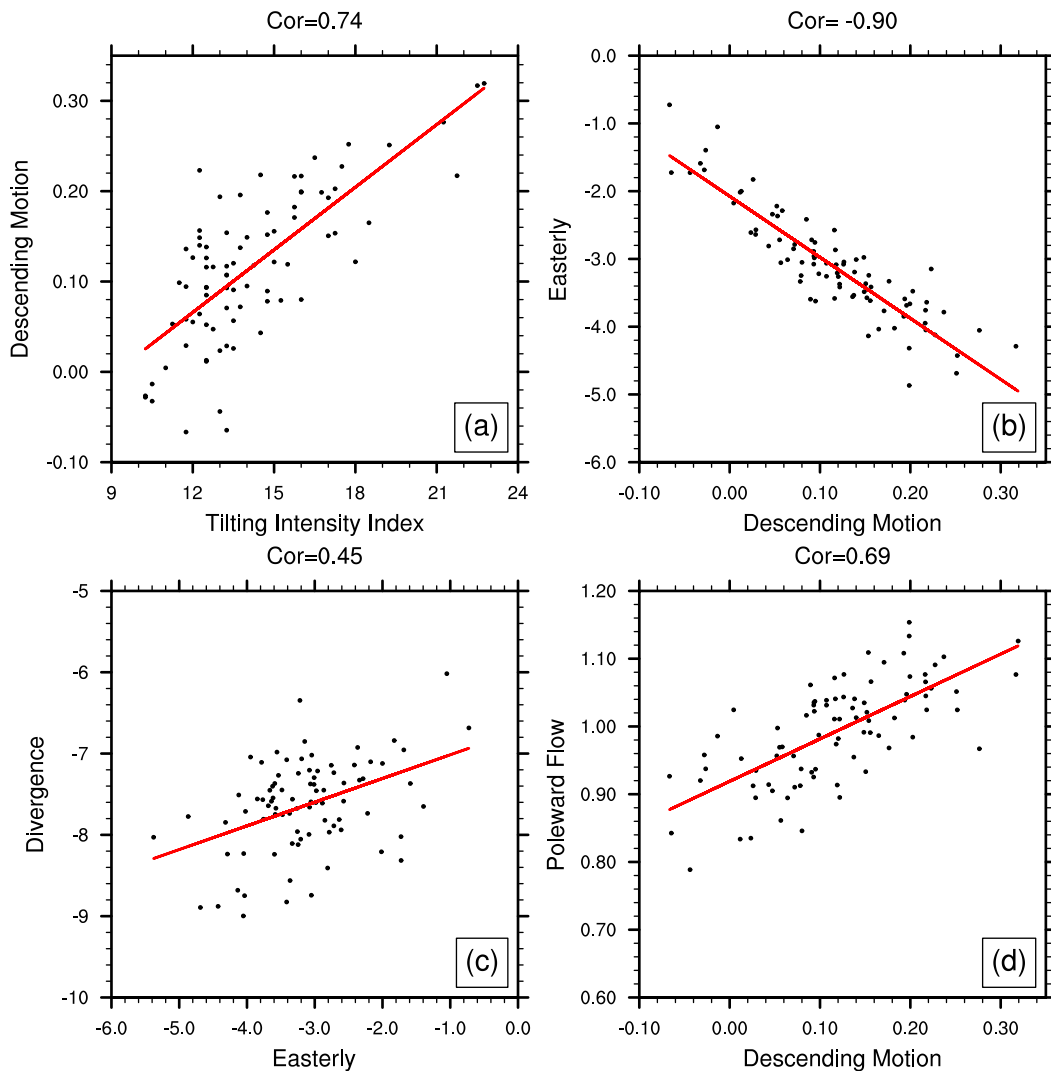 Cor=0.74
Descending Motion
0.30
0.20
0.10
0.00
-0.10
(a)
9 12 15 18 21 24
Tilting Intensity Index
Cor= -0.90
Easterly
0.0
-1.0
-2.0
-3.0
-4.0
-5.0
-6.0
(b)
-0.10 0.00 0.10 0.20 0.30
Descending Motion
Cor=0.45
Divergence
-5
-6
-7
-8
-9
-10
(c)
-6.0 -5.0 -4.0 -3.0 -2.0 -1.0 0.0
Easterly
Cor=0.69
Poleward Flow
1.20
1.10
1.00
0.90
0.80
0.70
0.60
(d)
-0.10 0.00 0.10 0.20 0.30
Descending Motion